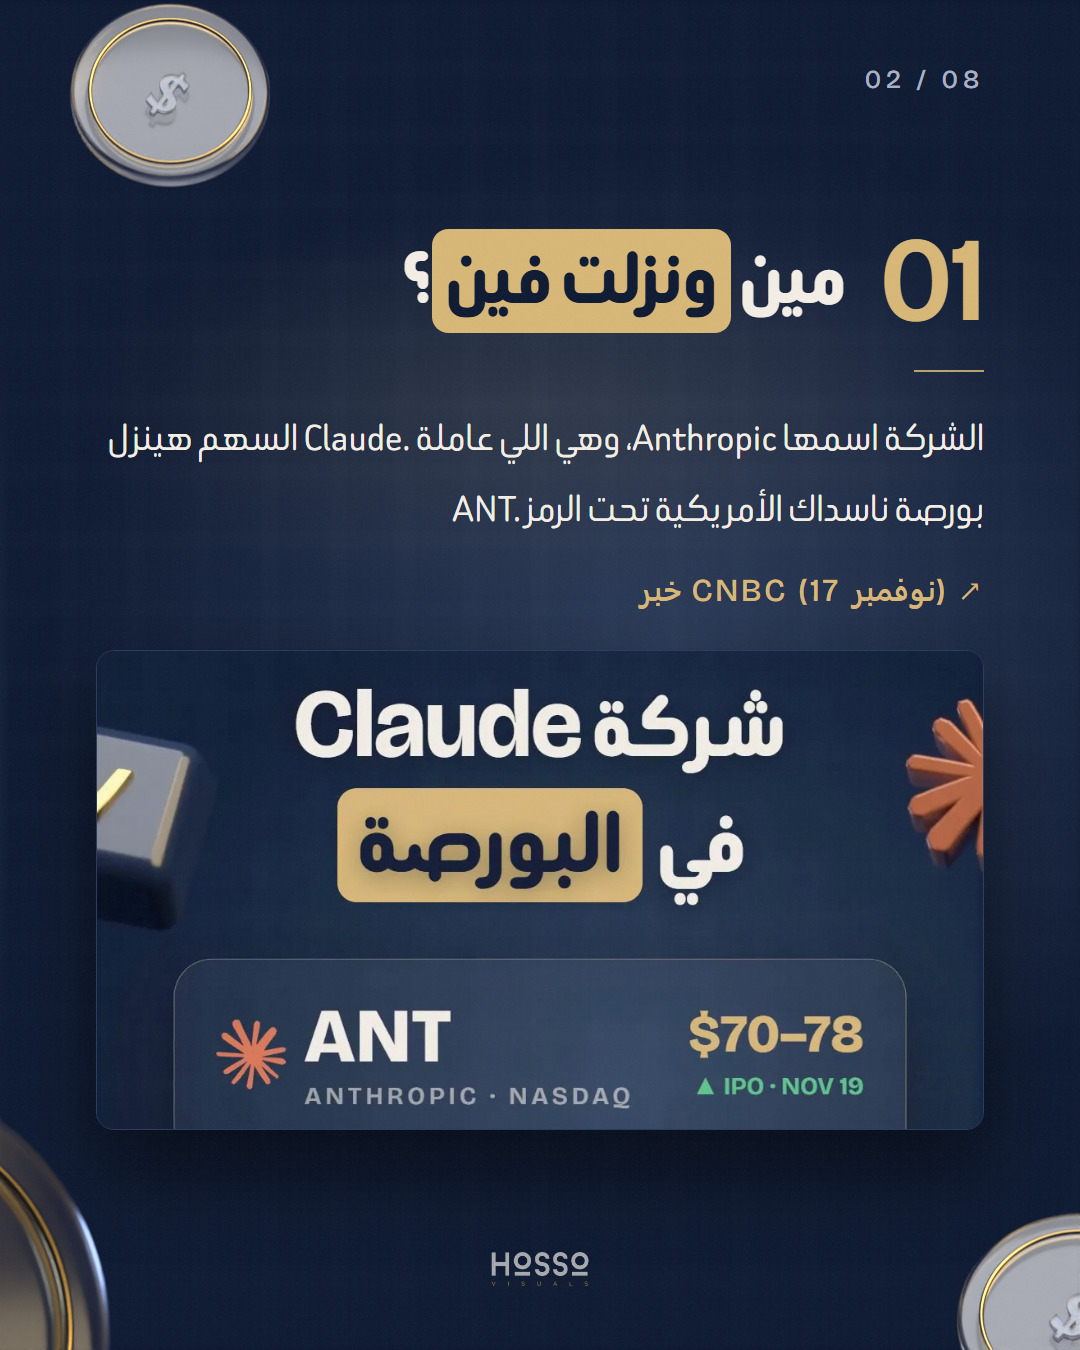 02 / 08
01 مين ونزلت فين؟
الشركة اسمها Anthropic، وهي اللي عاملة .Claude السهم هينزل
بورصة ناسداك الأمريكية تحت الرمز .ANT
↗ (نوفمبر 17) CNBC خبر
شركة Claude
في البورصة
ANT
$70–78
ANTHROPIC · NASDAQ
▲ IPO · NOV 19
HOSSO
VISUALS